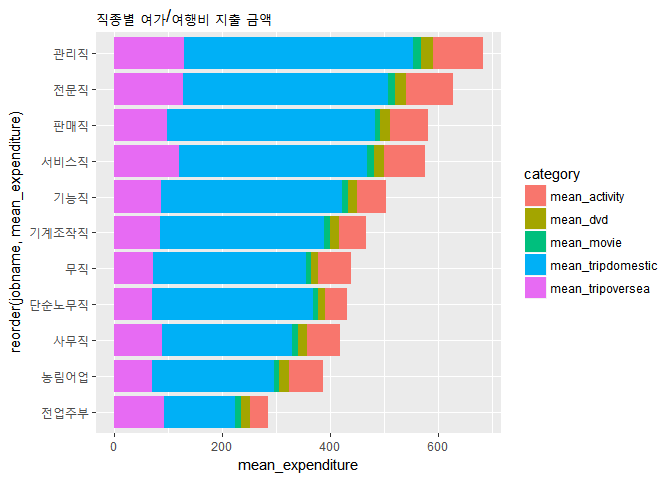 직종별 여가/여행비 지출 금액
reorder(jobname, mean_expenditure)
관리직
전문직
판매직
서비스직
기능직
기계조작직
무직
단순노무직
사무직
농림어업
전업주부
0
200
400
600
mean_expenditure
category
mean_activity
mean_dvd
mean_movie
mean_tripdomestic
mean_tripoversea